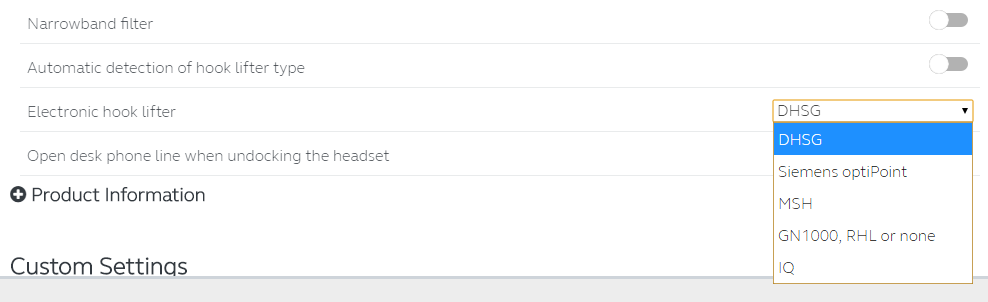 Narrowband filter
Automatic detection of hook lifter type
Electronic hook lifter
DHSG
DHSG
Siemens optiPoint
MSH
GN1000, RHL or none
IQ
Open desk phone line when undocking the headset
Product Information
Custom Settings